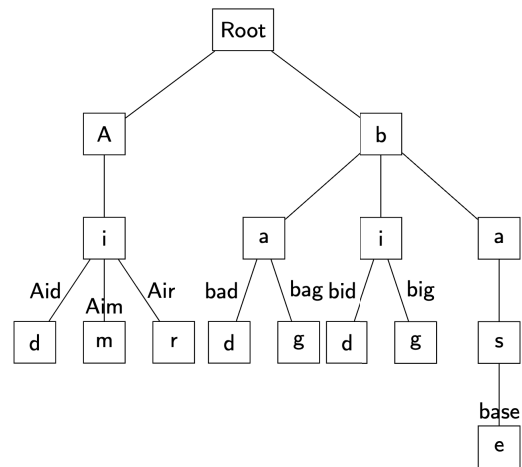 Root
A b
i a i a
Aid Aim Air bad bag bid big
d m r d g d g s
base
e